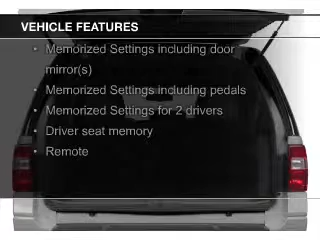 VEHICLE FEATURES
• Memorized Settings including door
mirror(s)
• Memorized Settings including pedals
• Memorized Settings for 2 drivers
• Driver seat memory
• Remote